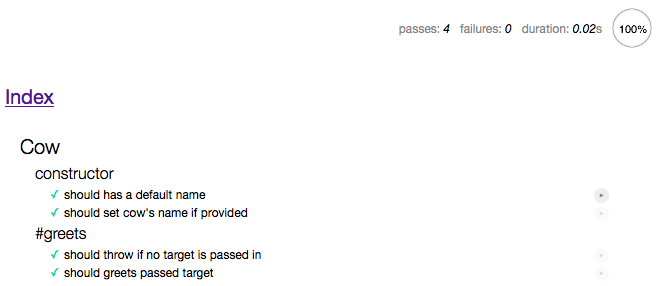 passes: 4 failures: 0 duration: 0.02s 100%
Index
Cow
constructor
✓ should has a default name
✓ should set cow's name if provided
#greets
✓ should throw if no target is passed in
✓ should greets passed target